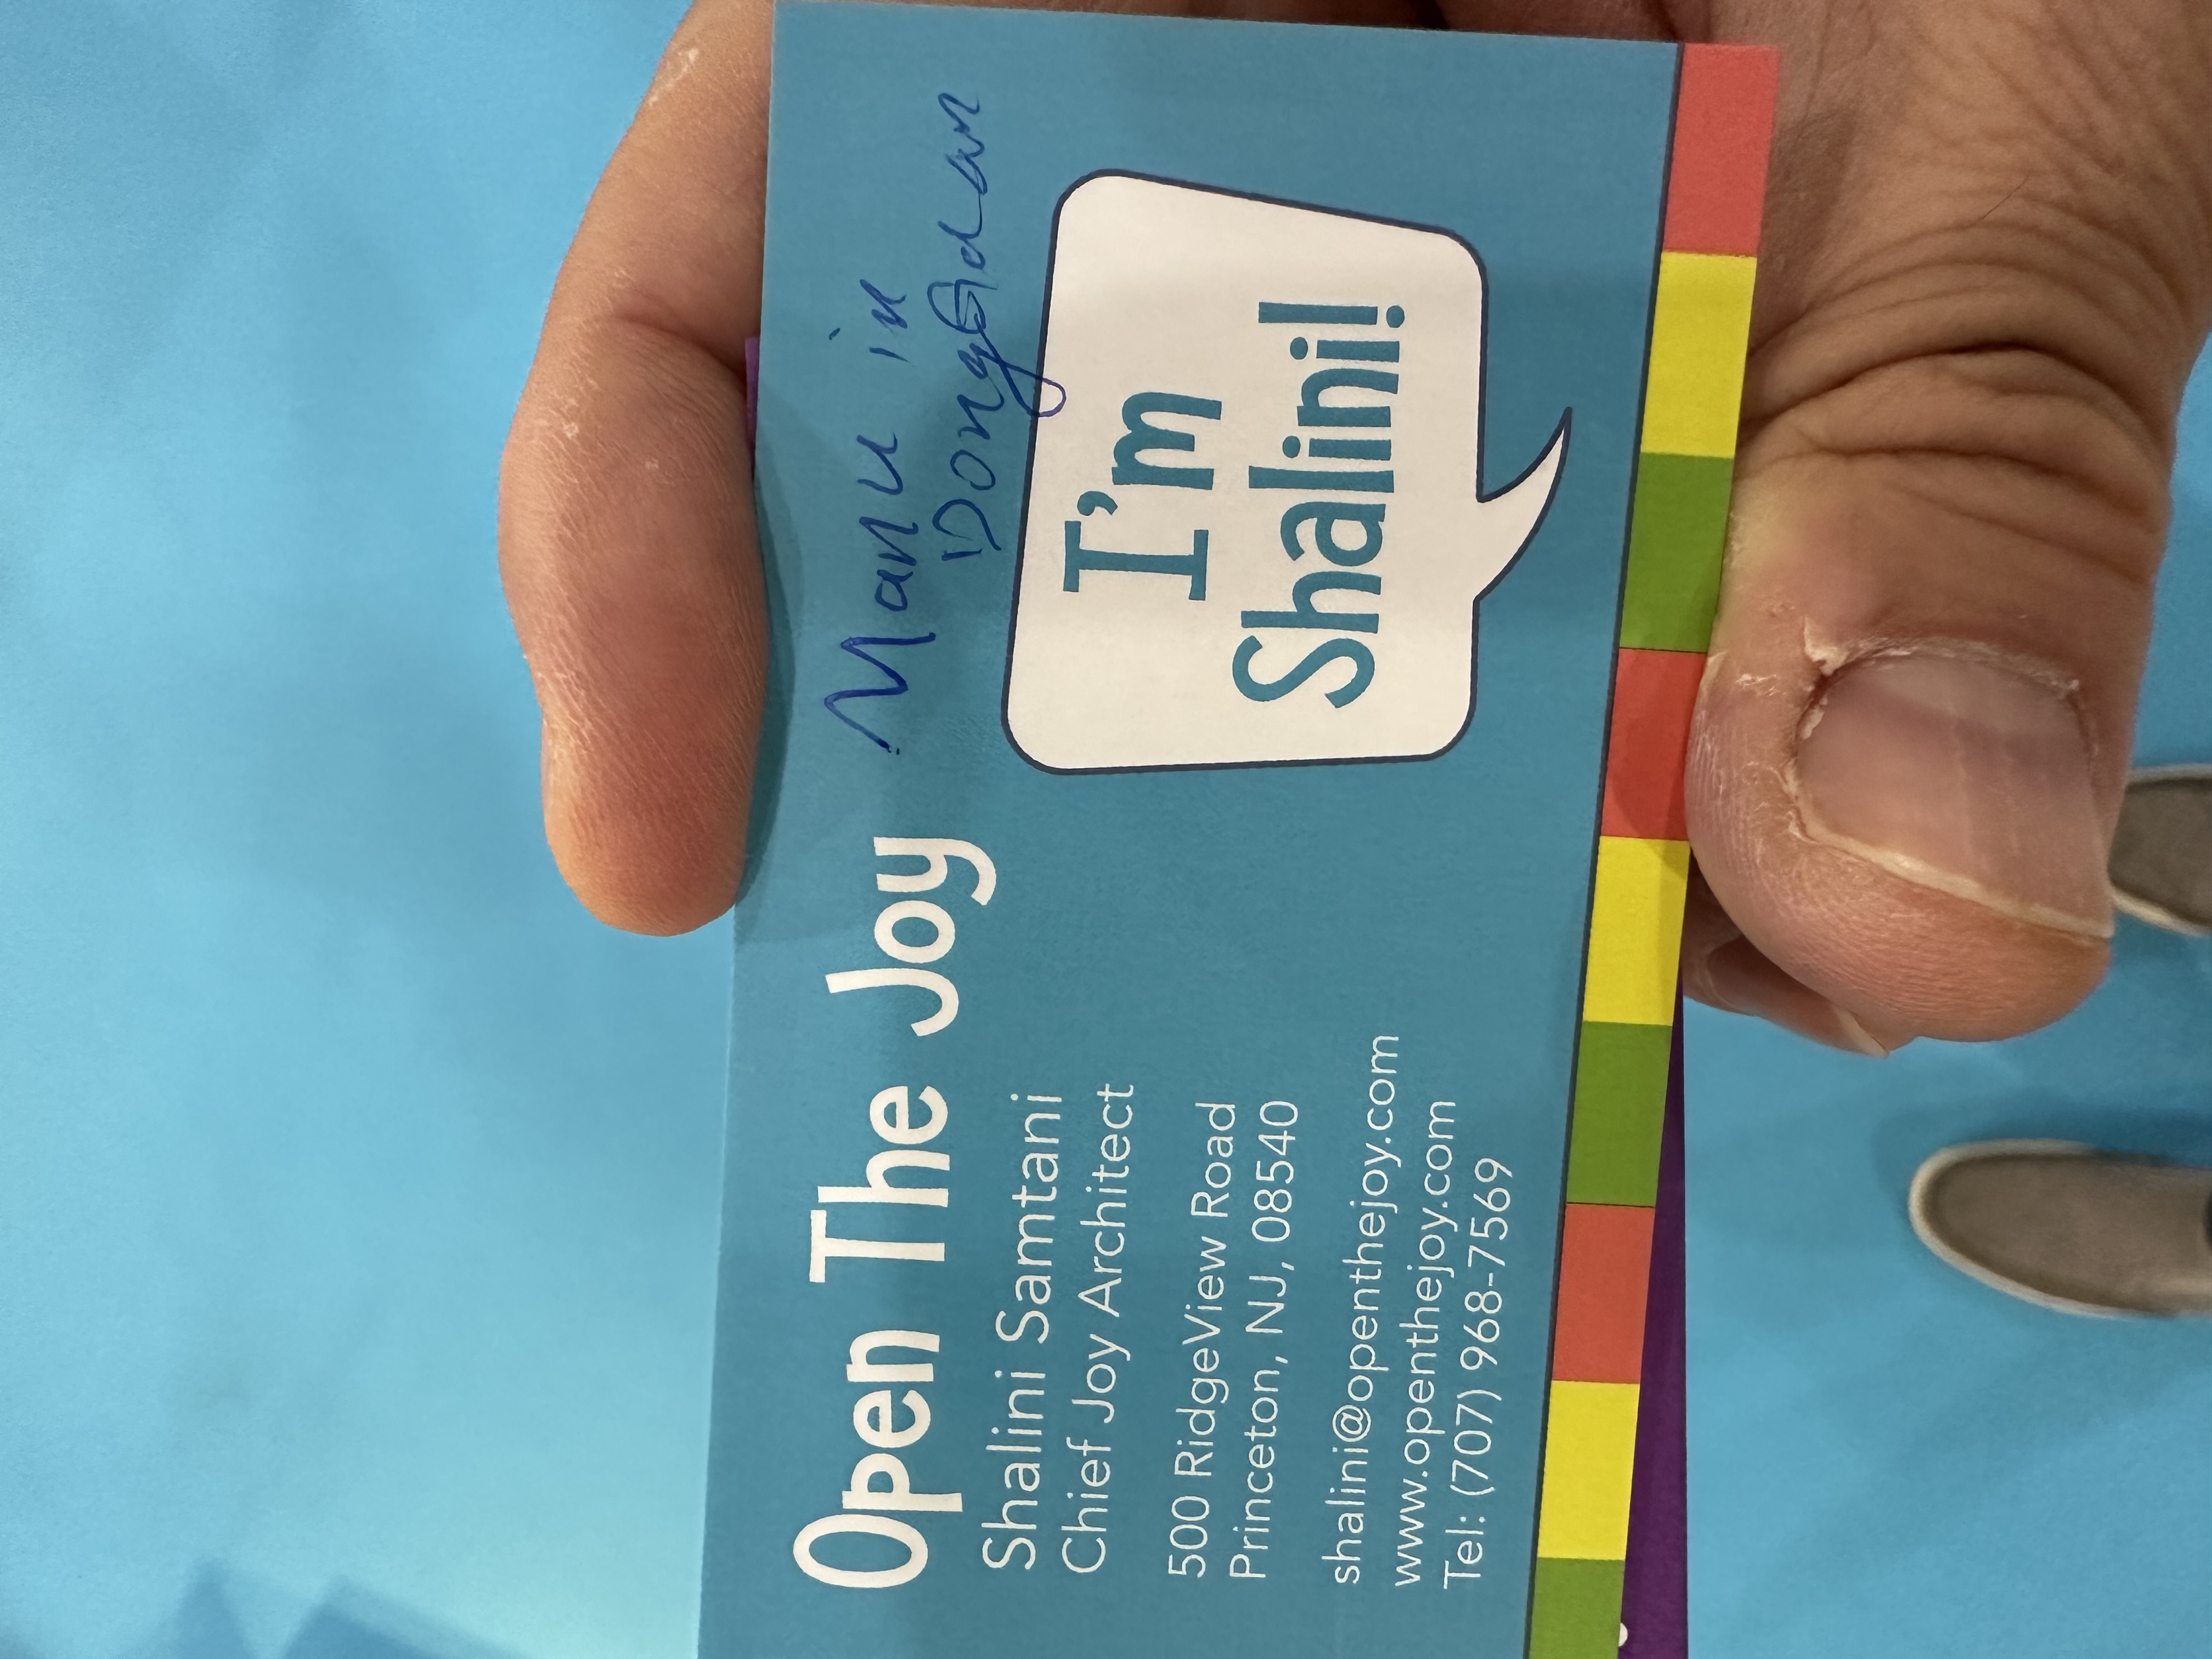 Open The Joy
Shalini Samtani
Chief Joy Architect
500 RidgeView Road
Princeton, NJ, 08540
shalini@openthejoy.com
www.openthejoy.com
Tel: (707) 968-7569
Manu in
I'm
Shalini!